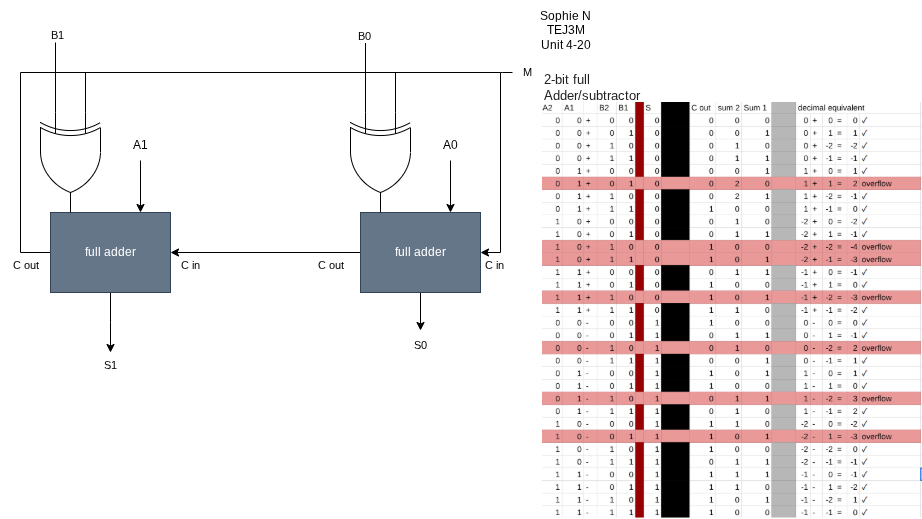 Sophie N
TEJ3M
Unit 4-20
B1
B0
M
2-bit full
Adder/subtractor
A1
A0
full adder
full adder
C out
C in
C out
C in
S1
S0
A2 A1 B2 B1 S C out sum 2 Sum 1 decimal equivalent
0 0 + 0 0 0 0 0 0 0 + 0 = 0 ✓
0 0 + 0 1 0 0 0 1 0 + 1 = 1 ✓
0 0 + 1 0 0 0 1 0 0 + -2 = -2 ✓
0 0 + 1 1 0 0 1 1 0 + -1 = -1 ✓
0 1 + 0 0 0 0 0 1 1 + 0 = 1 ✓
0 1 + 0 1 0 0 2 0 1 + 1 = 2 overflow
0 1 + 1 0 0 0 2 1 1 + -2 = -1 ✓
0 1 + 1 1 0 1 0 0 1 + -1 = 0 ✓
1 0 + 0 0 0 0 1 0 -2 + 0 = -2 ✓
1 0 + 0 1 0 0 1 1 -2 + 1 = -1 ✓
1 0 + 1 0 0 1 0 0 -2 + -2 = -4 overflow
1 0 + 1 1 0 1 0 1 -2 + -1 = -3 overflow
1 1 + 0 0 0 0 1 1 -1 + 0 = -1 ✓
1 1 + 0 1 0 1 0 0 -1 + 1 = 0 ✓
1 1 + 1 0 0 1 0 1 -1 + -2 = -3 overflow
1 1 + 1 1 0 1 1 0 -1 + -1 = -2 ✓
0 0 - 0 0 1 1 0 0 0 - 0 = 0 ✓
0 0 - 0 1 1 0 1 1 0 - 1 = -1 ✓
0 0 - 1 0 1 0 1 0 0 - -2 = 2 overflow
0 0 - 1 1 1 0 0 1 0 - -1 = 1 ✓
0 1 - 0 0 1 1 0 1 1 - 0 = 1 ✓
0 1 - 0 1 1 1 0 0 1 - 1 = 0 ✓
0 1 - 1 0 1 0 1 1 1 - -2 = 3 overflow
0 1 - 1 1 1 0 1 0 1 - -1 = 2 ✓
1 0 - 0 0 1 1 1 0 -2 - 0 = -2 ✓
1 0 - 0 1 1 1 0 1 -2 - 1 = -3 overflow
1 0 - 1 0 1 1 0 0 -2 - -2 = 0 ✓
1 0 - 1 1 1 0 1 1 -2 - -1 = -1 ✓
1 1 - 0 0 1 1 1 1 -1 - 0 = -1 ✓
1 1 - 0 1 1 1 1 0 -1 - 1 = -2 ✓
1 1 - 1 0 1 0 0 1 -1 - -2 = 1 ✓
1 1 - 1 1 1 1 0 0 -1 - -1 = 0 ✓